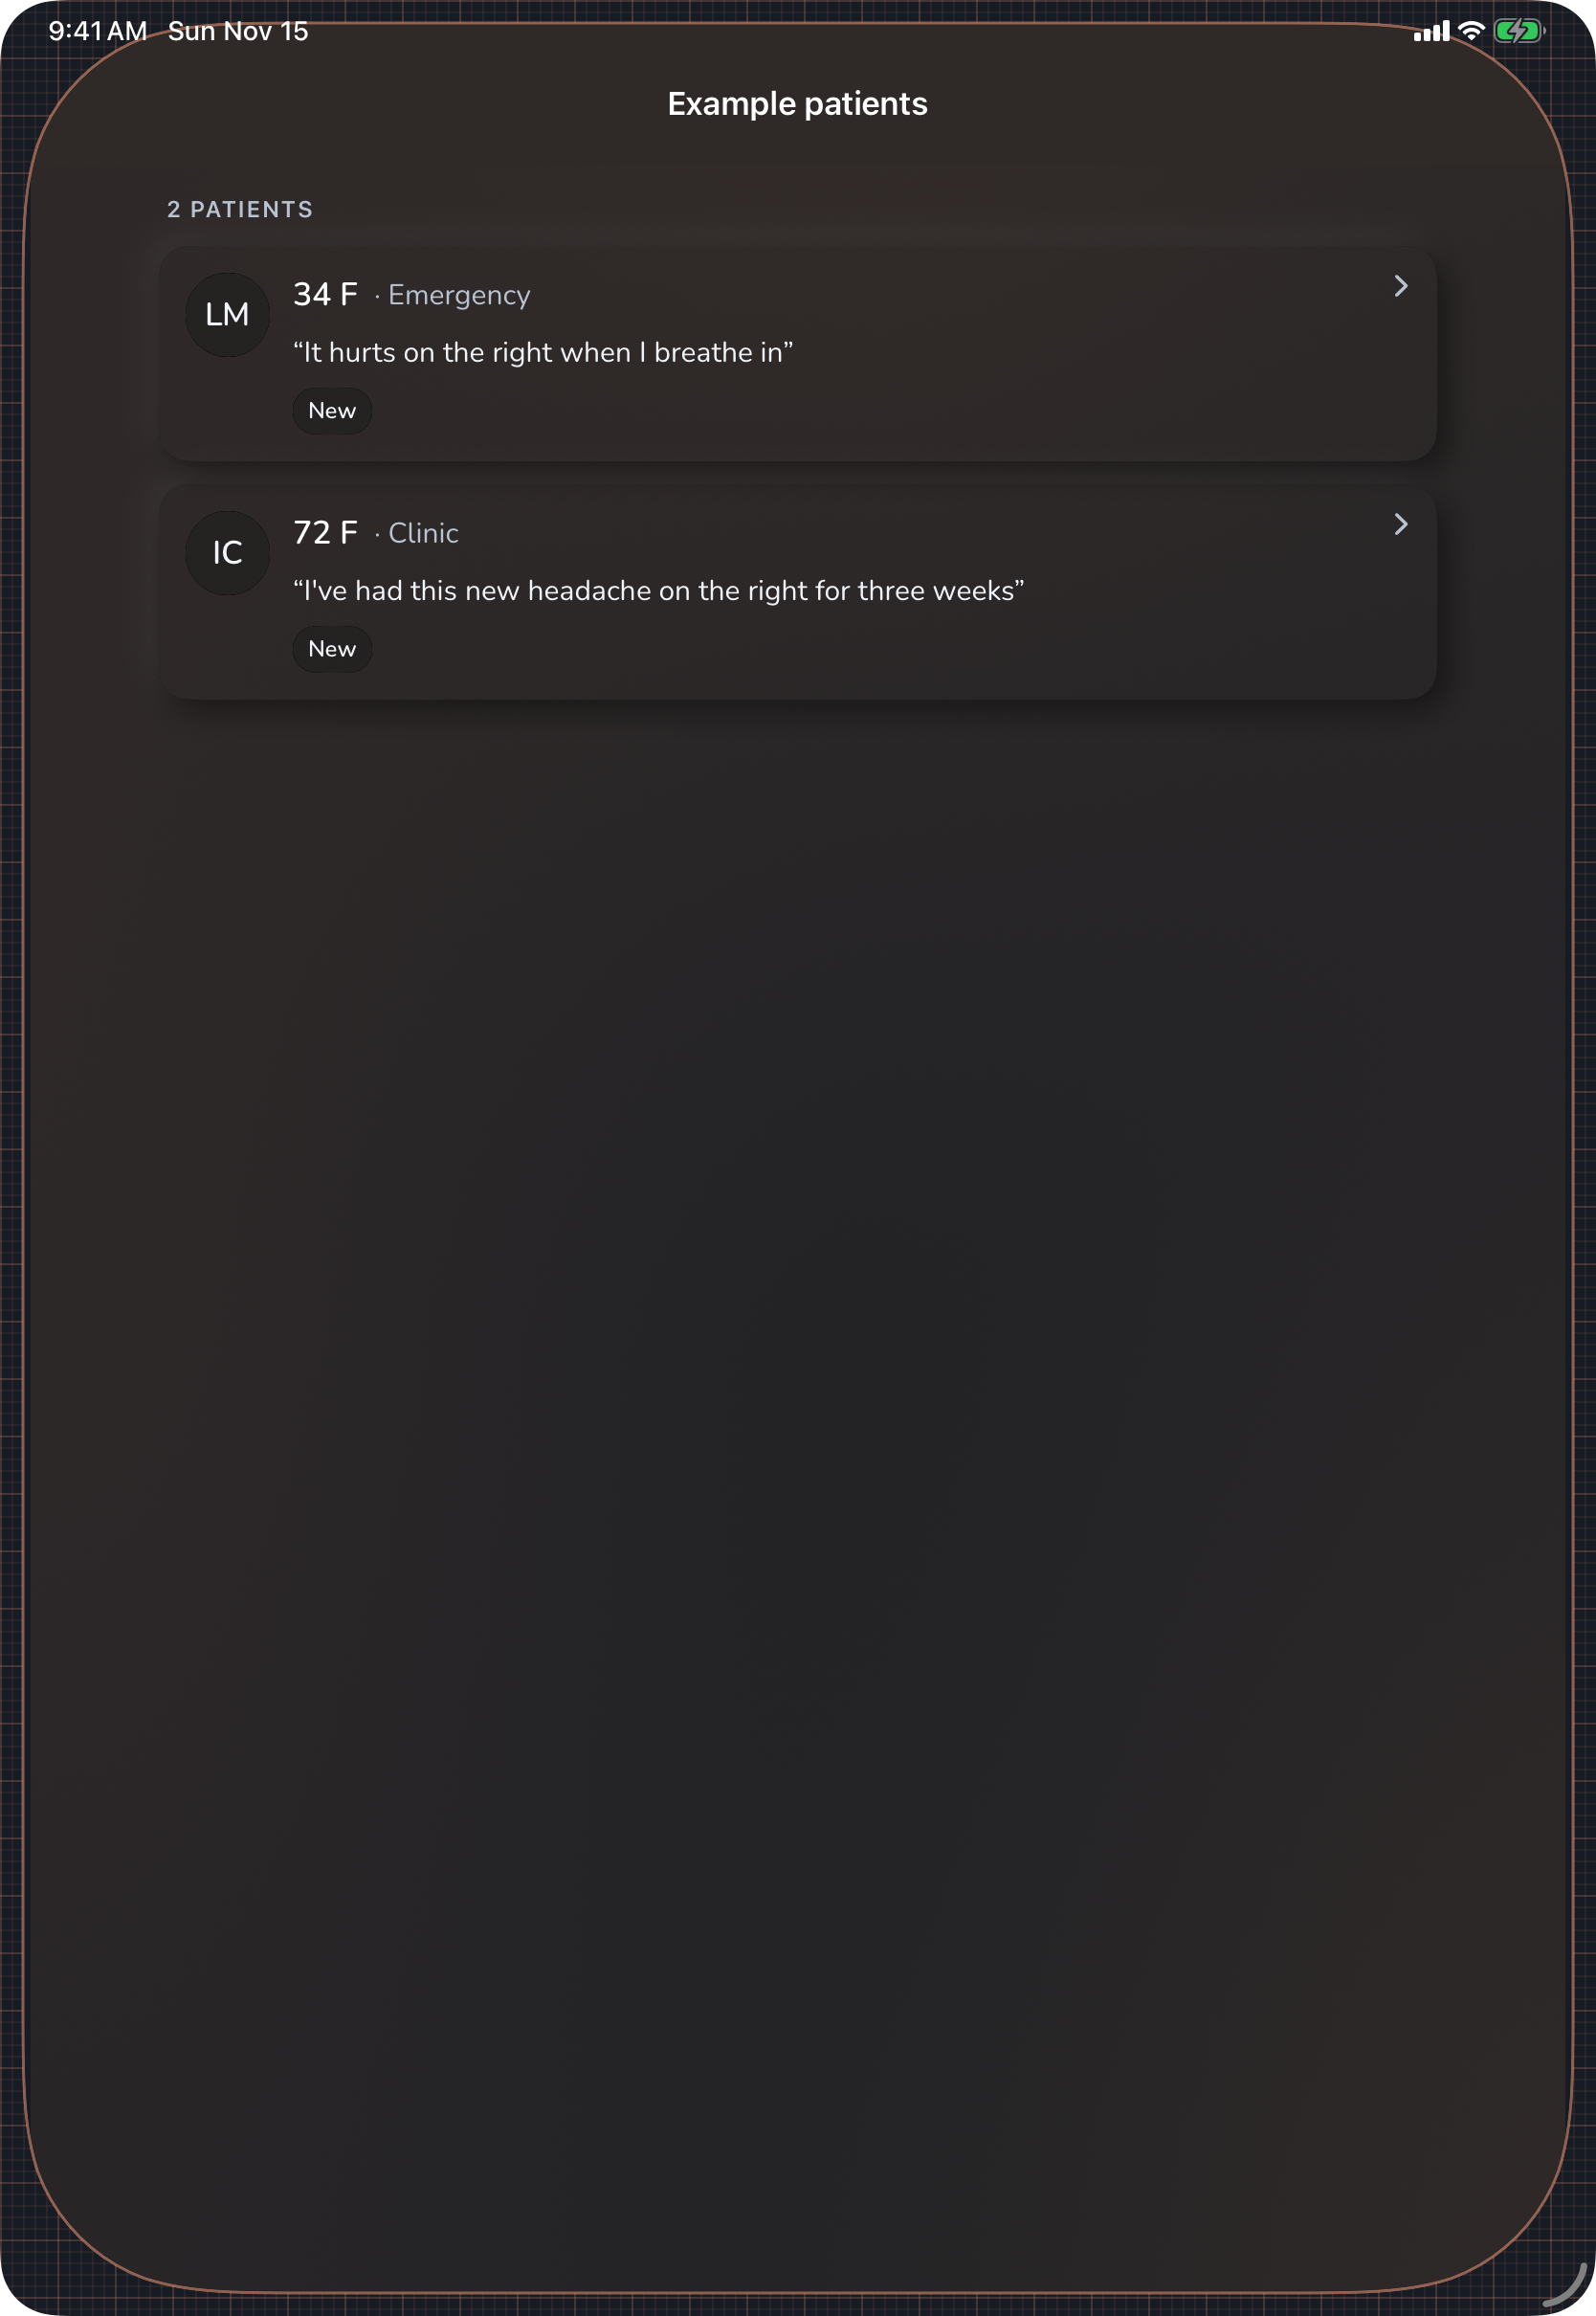 9:41 AM Sun Nov 15
Example patients
2 PATIENTS
LM
34 F · Emergency
“It hurts on the right when I breathe in”
New
IC
72 F · Clinic
“I've had this new headache on the right for three weeks”
New